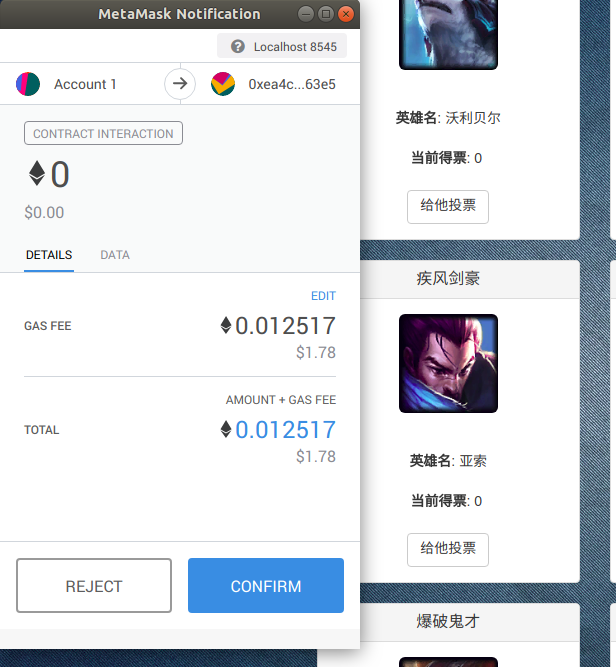 MetaMask Notification
Localhost 8545
Account 1
0xea4c...63e5
CONTRACT INTERACTION
0
$0.00
DETAILS
DATA
EDIT
GAS FEE
0.012517
$1.78
AMOUNT + GAS FEE
TOTAL
0.012517
$1.78
REJECT
CONFIRM
英雄名: 沃利贝尔
当前得票: 0
给他投票
疾风剑豪
英雄名: 亚索
当前得票: 0
给他投票
爆破鬼才